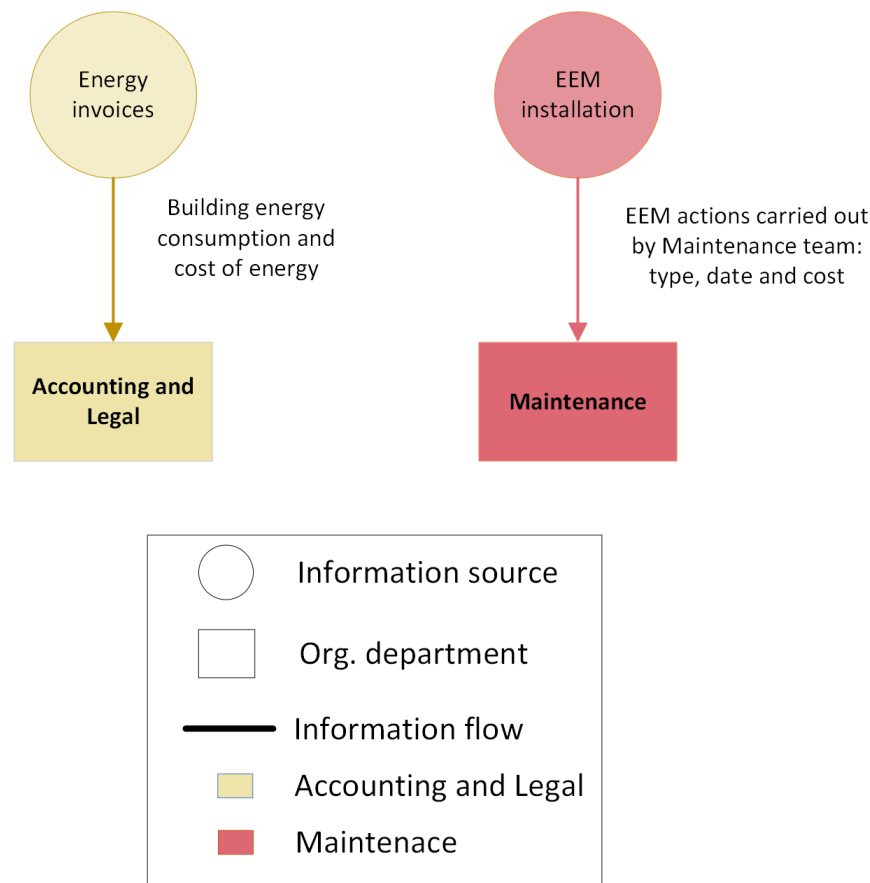 Energy
invoices
EEM
installation
Building energy
consumption and
cost of energy
EEM actions carried out
by Maintenance team:
type, date and cost
Accounting and
Legal
Maintenance
Information source
Org. department
Information flow
Accounting and Legal
Maintenace